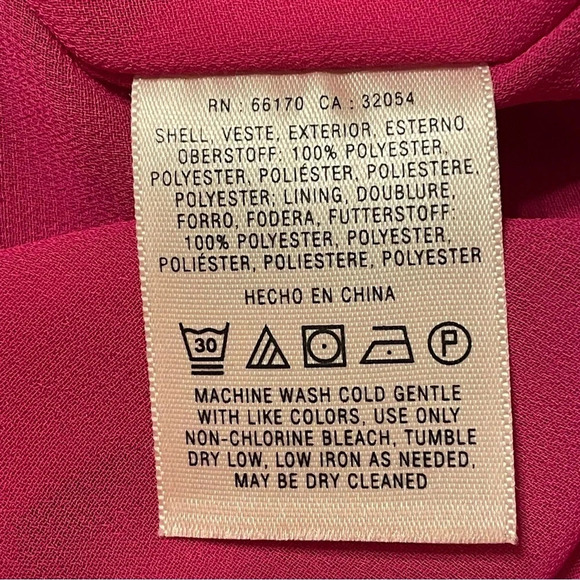 RN : 66170 CA : 32054
SHELL, VESTE, EXTERIOR, ESTERNO,
OBERSTOFF: 100% POLYESTER,
POLYESTER, POLIÉSTER, POLIESTERE,
POLYESTER; LINING, DOUBLURE,
FORRO, FODERA, FUTTERSTOFF:
100% POLYESTER, POLYESTER,
POLIÉSTER, POLIESTERE, POLYESTER
HECHO EN CHINA
30 P
MACHINE WASH COLD GENTLE
WITH LIKE COLORS, USE ONLY
NON-CHLORINE BLEACH, TUMBLE
DRY LOW, LOW IRON AS NEEDED,
MAY BE DRY CLEANED